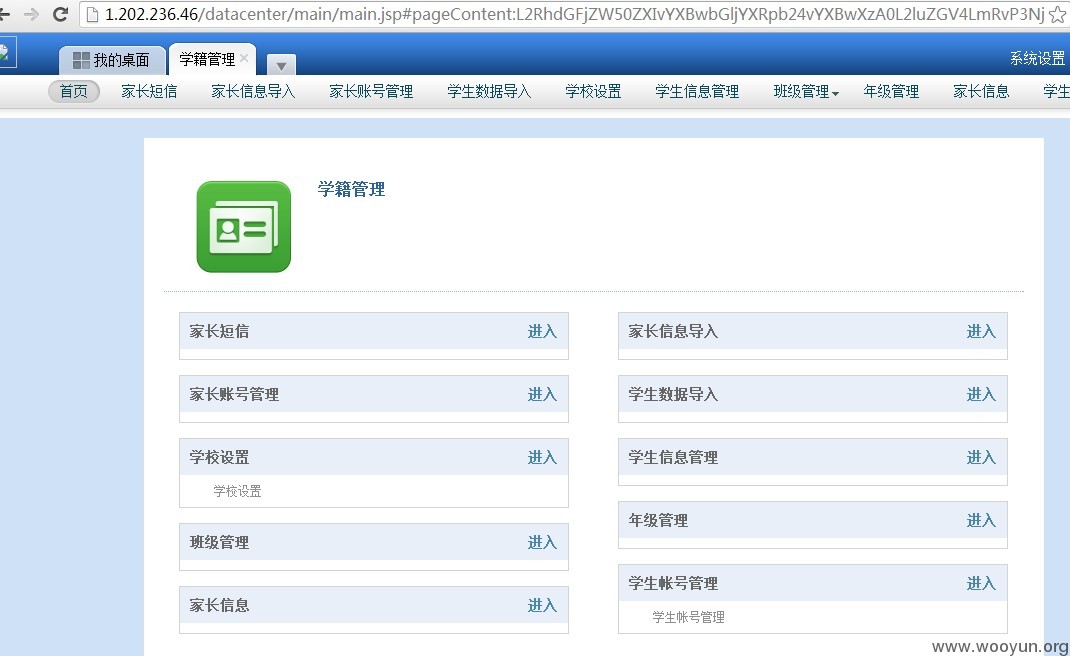 1.202.236.46/datacenter/main/main.jsp#pageContent:L2RhdGFjZW50ZXIvYXBwbGljYXRpb24vYXBwXzA0L2luZGV4LmRvP3Nj
我的桌面 学籍管理 系统设置
首页 家长短信 家长信息导入 家长账号管理 学生数据导入 学校设置 学生信息管理 班级管理 年级管理 家长信息 学生
学籍管理
家长短信 进入 家长信息导入 进入
家长账号管理 进入 学生数据导入 进入
学校设置 进入 学生信息管理 进入
学校设置
年级管理 进入
班级管理 进入
学生帐号管理 进入
家长信息 进入
学生帐号管理
www.wooyun.org